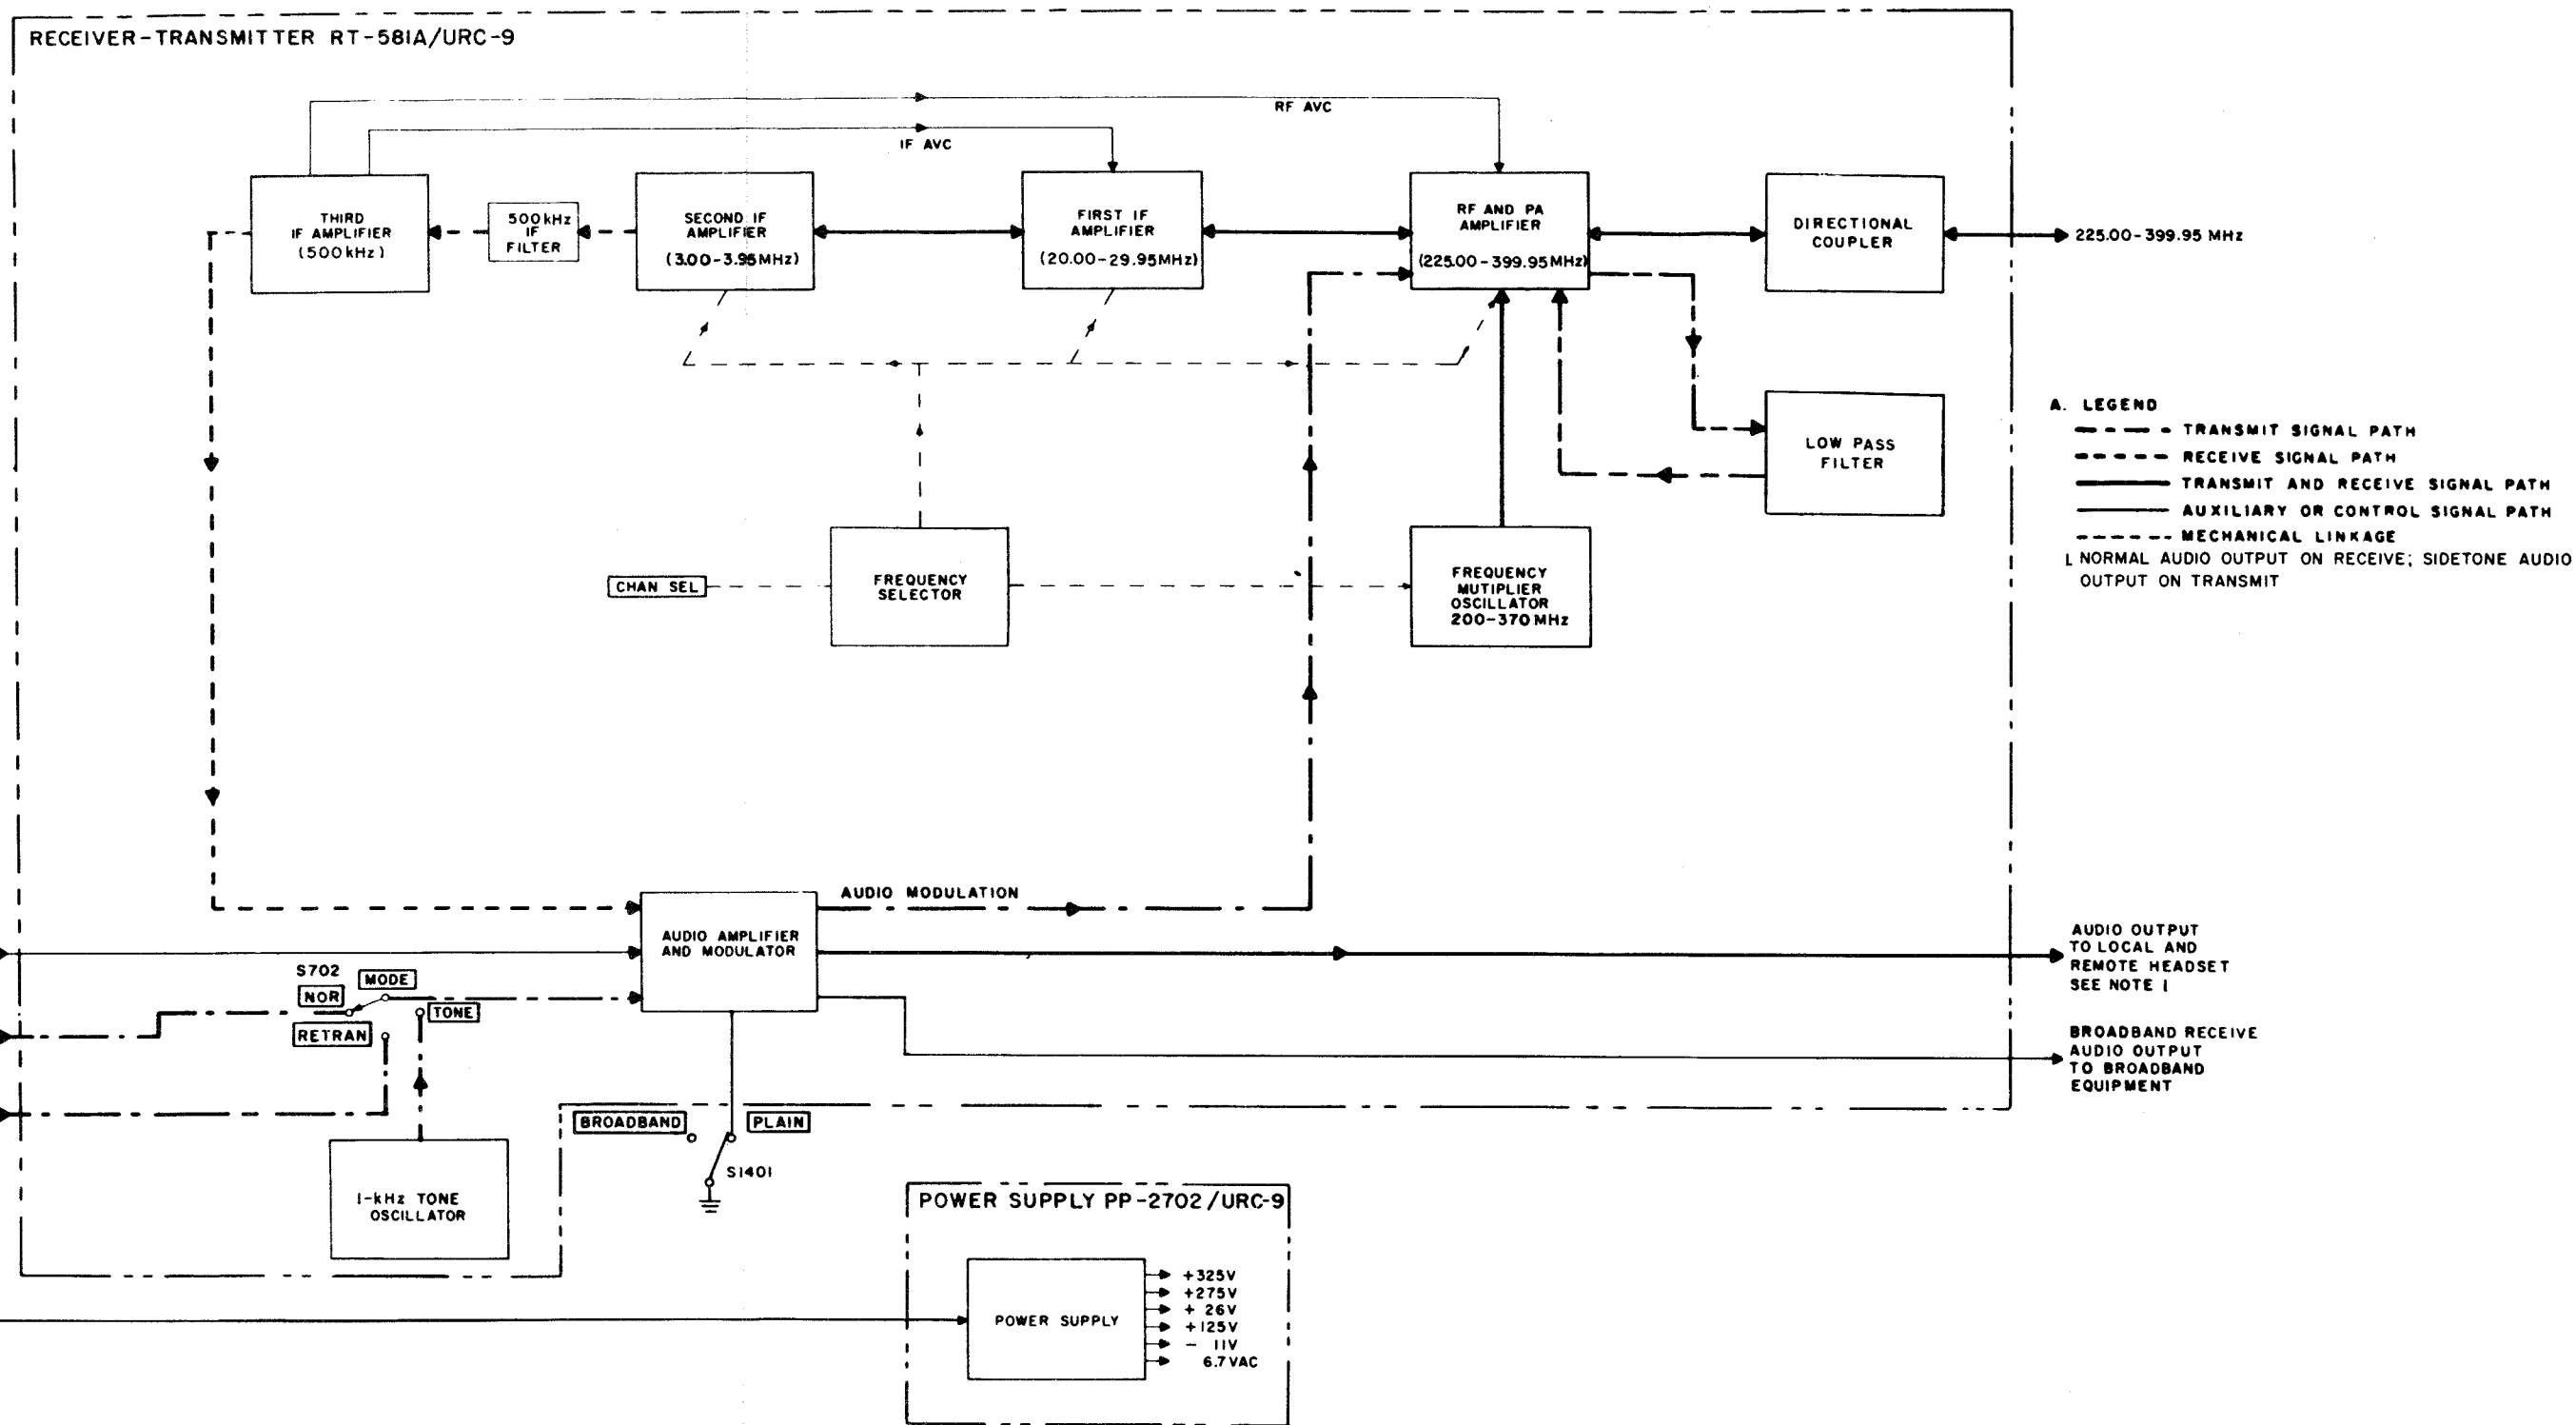 RECEIVER-TRANSMITTER RT-581A/URC-9
RF AVC
IF AVC
THIRD
IF AMPLIFIER
(500kHz)
500kHz
IF
FILTER
SECOND IF
AMPLIFIER
(3.00-3.95MHz)
FIRST IF
AMPLIFIER
(20.00-29.95MHz)
RF AND PA
AMPLIFIER
(225.00-399.95MHz)
DIRECTIONAL
COUPLER
225.00-399.95 MHz
LOW PASS
FILTER
A. LEGEND
TRANSMIT SIGNAL PATH
RECEIVE SIGNAL PATH
TRANSMIT AND RECEIVE SIGNAL PATH
AUXILIARY OR CONTROL SIGNAL PATH
MECHANICAL LINKAGE
1. NORMAL AUDIO OUTPUT ON RECEIVE; SIDETONE AUDIO
OUTPUT ON TRANSMIT
CHAN SEL
FREQUENCY
SELECTOR
FREQUENCY
MUTIPLIER
OSCILLATOR
200-370 MHz
AUDIO MODULATION
AUDIO AMPLIFIER
AND MODULATOR
AUDIO OUTPUT
TO LOCAL AND
REMOTE HEADSET
SEE NOTE 1
S702
MODE
NOR
TONE
RETRAN
BROADBAND RECEIVE
AUDIO OUTPUT
TO BROADBAND
EQUIPMENT
BROADBAND
PLAIN
S1401
1-kHz TONE
OSCILLATOR
POWER SUPPLY PP-2702/URC-9
POWER SUPPLY
+325V
+275V
+ 26V
+125V
- 11V
6.7VAC